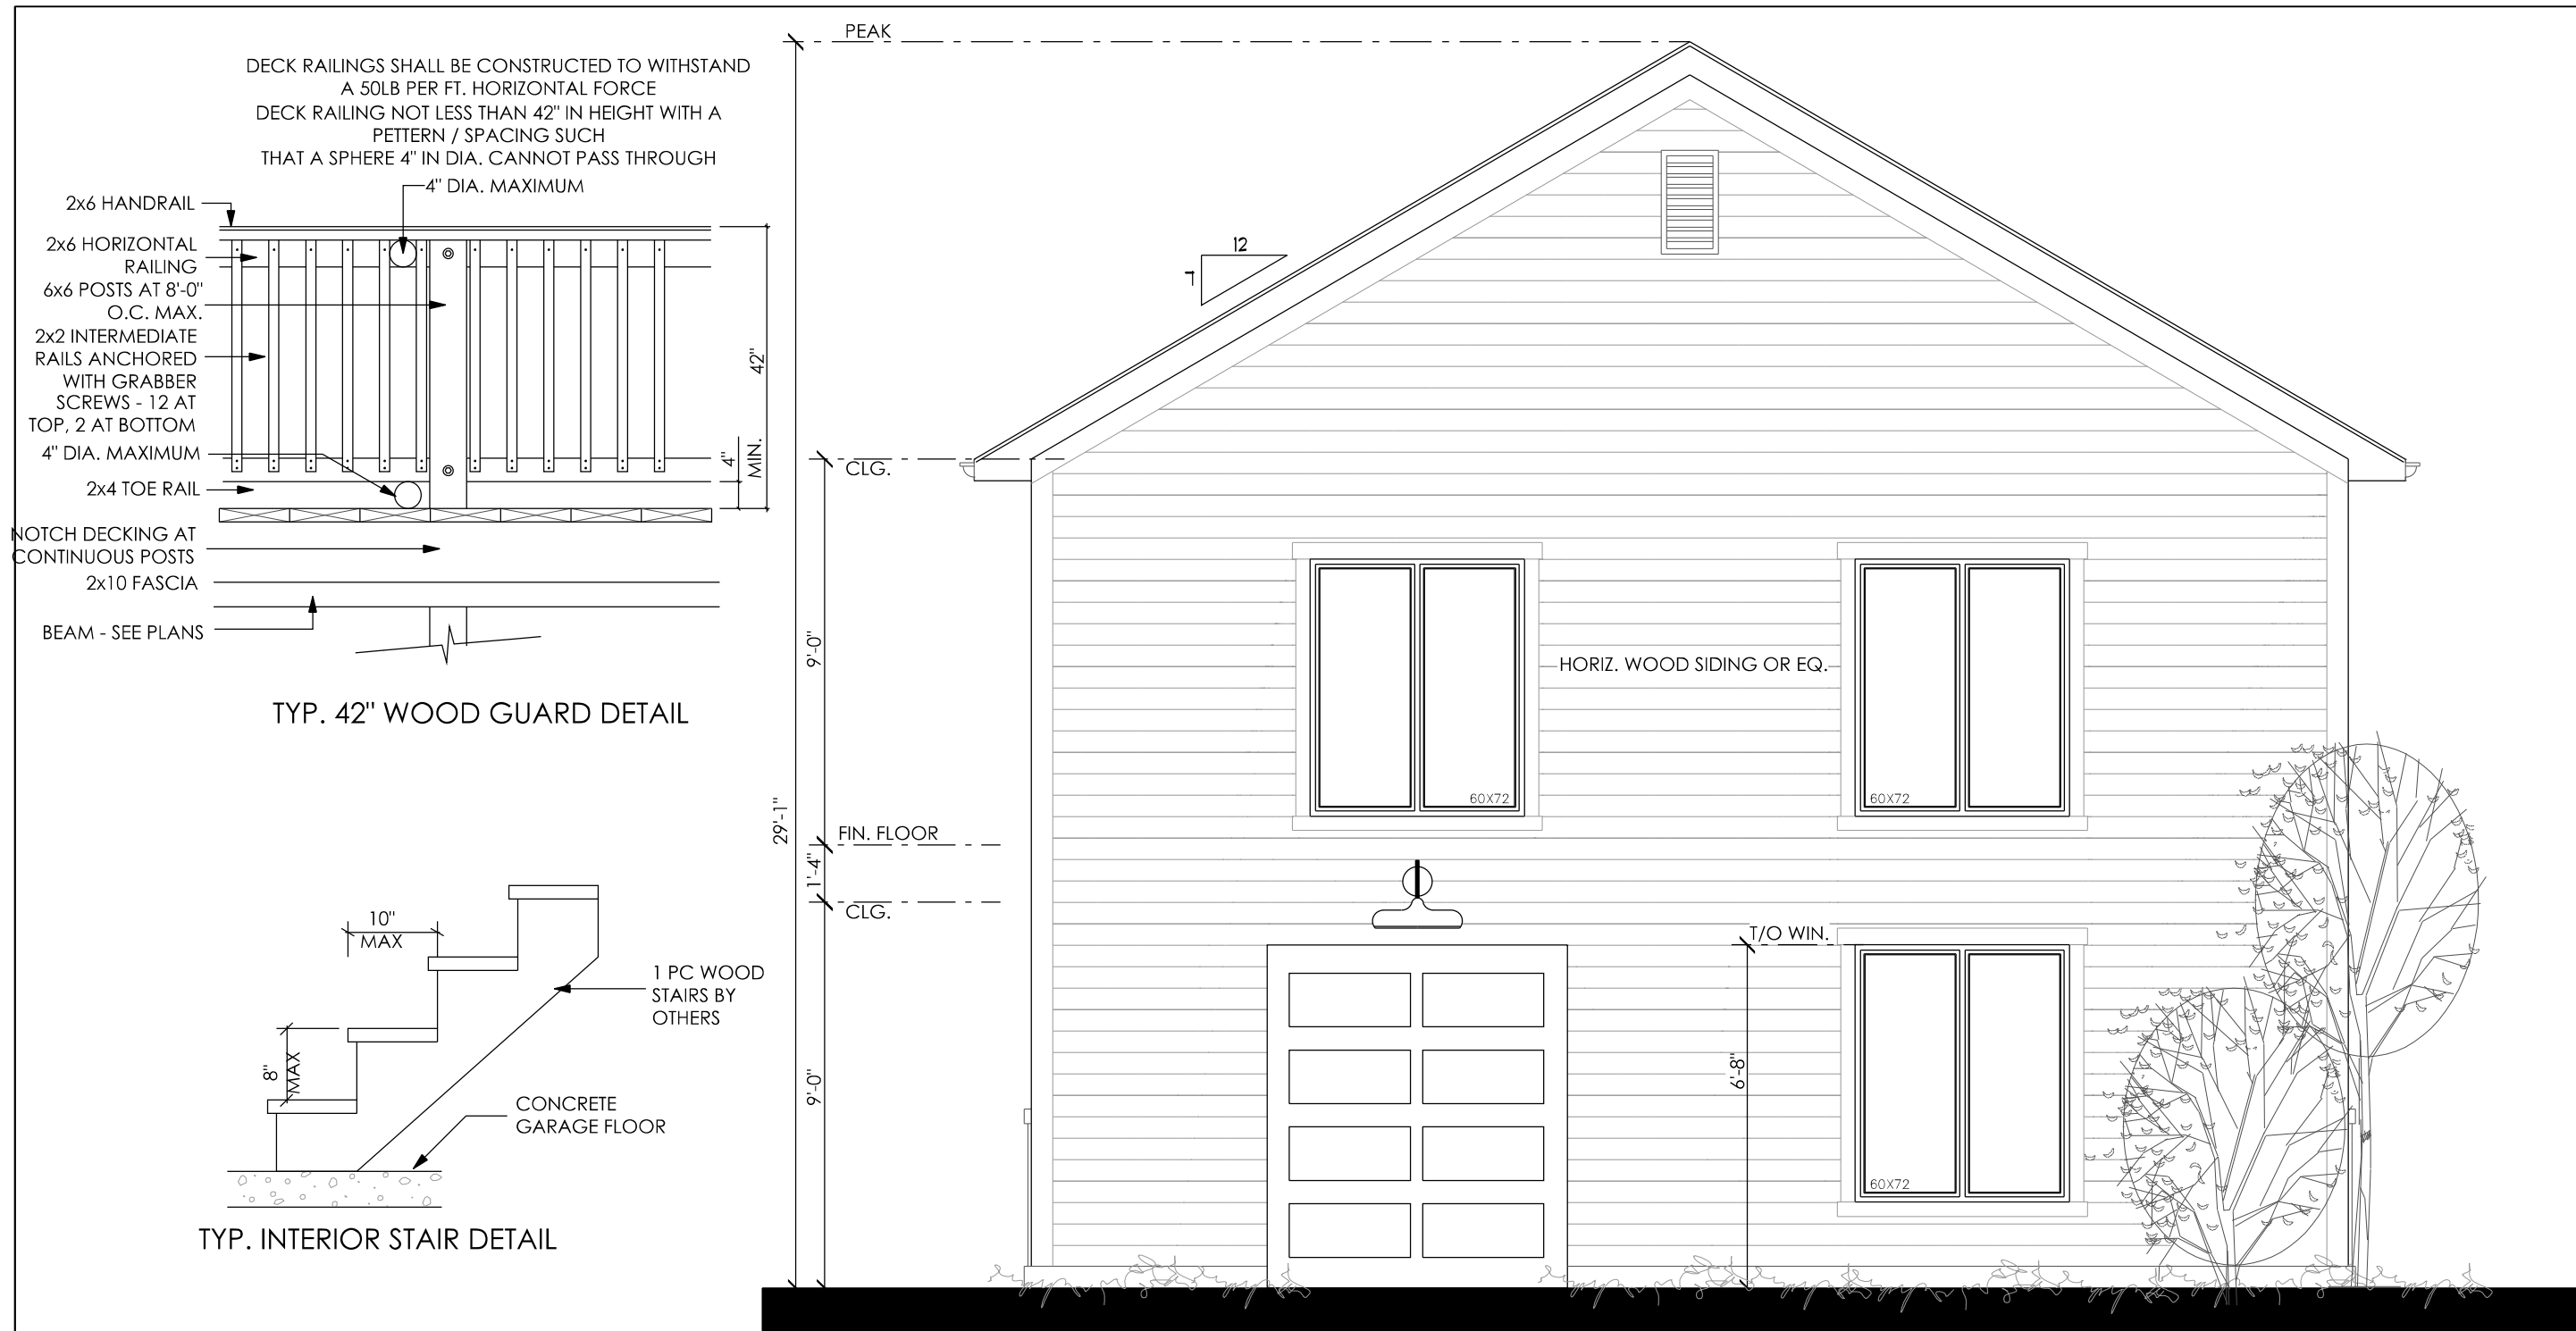 DECK RAILINGS SHALL BE CONSTRUCTED TO WITHSTAND
A 50LB PER FT. HORIZONTAL FORCE
DECK RAILING NOT LESS THAN 42" IN HEIGHT WITH A
PETTERN / SPACING SUCH
THAT A SPHERE 4" IN DIA. CANNOT PASS THROUGH
4" DIA. MAXIMUM
2x6 HANDRAIL
2x6 HORIZONTAL
RAILING
6x6 POSTS AT 8'-0"
O.C. MAX.
2x2 INTERMEDIATE
RAILS ANCHORED
WITH GRABBER
SCREWS - 12 AT
TOP, 2 AT BOTTOM
4" DIA. MAXIMUM
2x4 TOE RAIL
NOTCH DECKING AT
CONTINUOUS POSTS
2x10 FASCIA
BEAM - SEE PLANS
42"
MIN.
4"
TYP. 42" WOOD GUARD DETAIL
10"
MAX
8"
MAX
1 PC WOOD
STAIRS BY
OTHERS
CONCRETE
GARAGE FLOOR
TYP. INTERIOR STAIR DETAIL
PEAK
12
CLG.
9'-0"
29'-1"
FIN. FLOOR
1'-4"
CLG.
9'-0"
HORIZ. WOOD SIDING OR EQ.
60X72
60X72
T/O WIN.
6'-8"
60X72